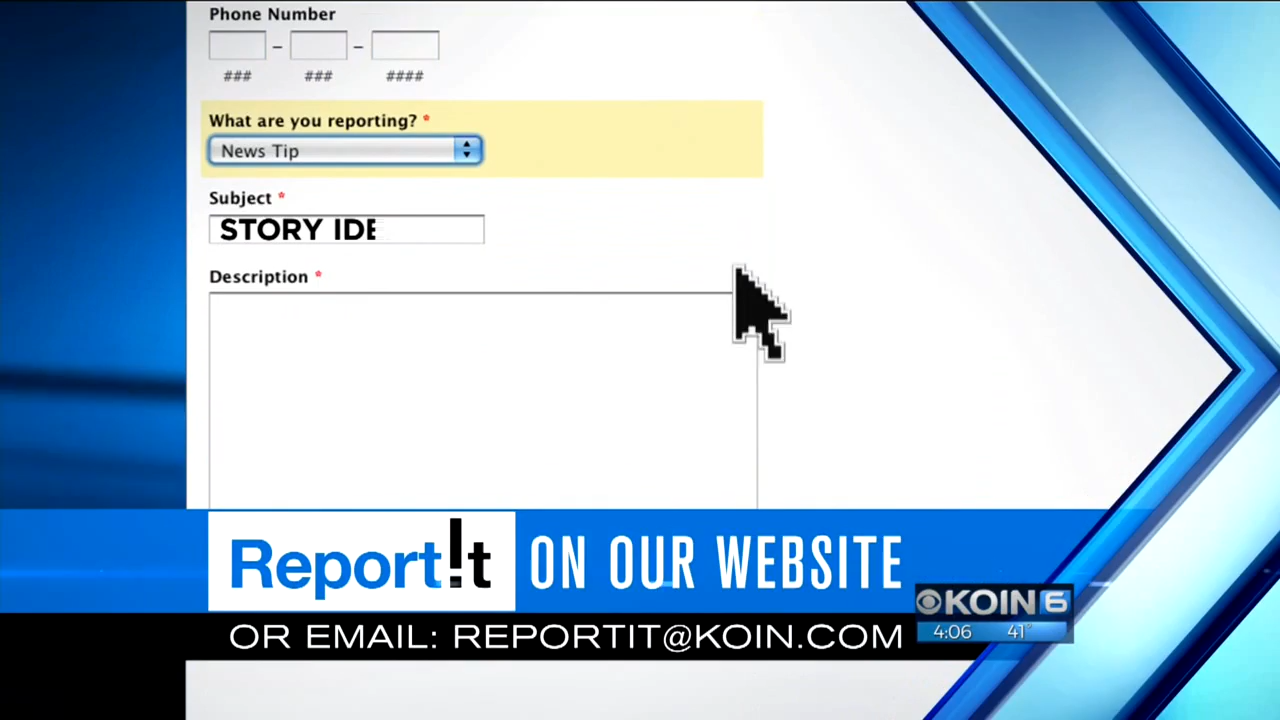 Phone Number
– –
### ### ####
What are you reporting? *
News Tip
Subject *
STORY IDE
Description *
Report!t ON OUR WEBSITE
KOIN 6
4:06 41°
OR EMAIL: REPORTIT@KOIN.COM